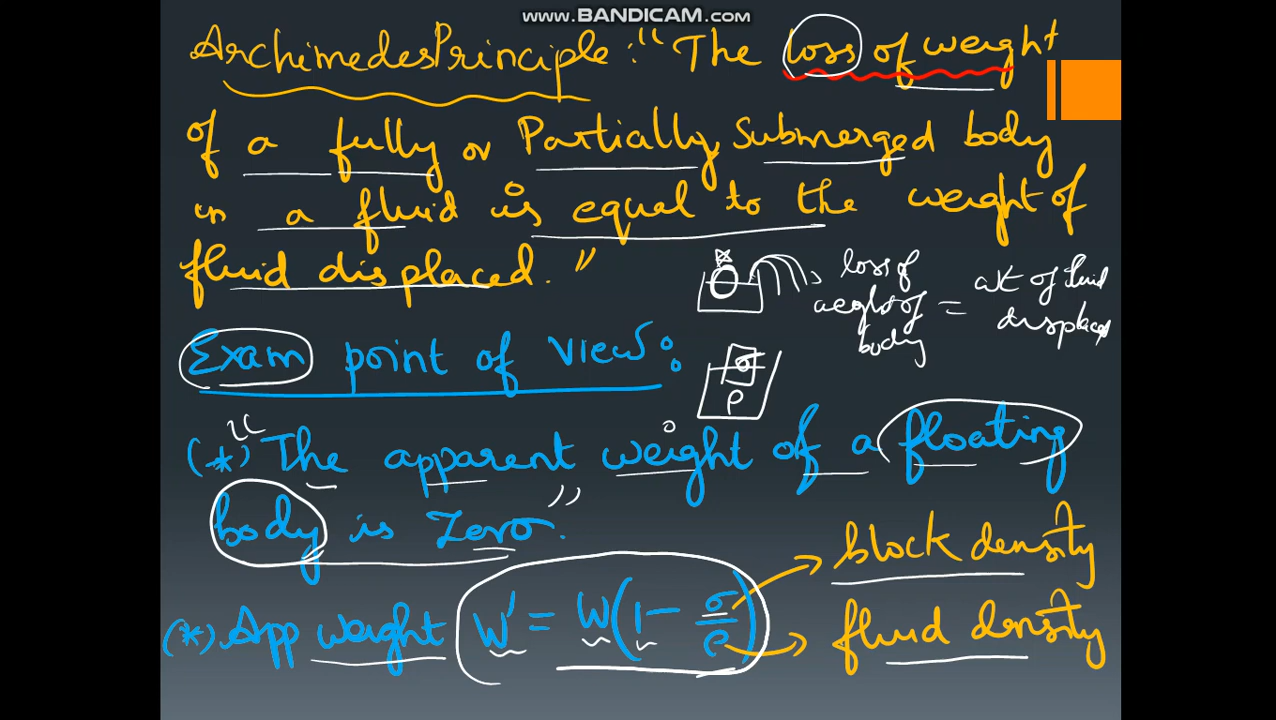 www.BANDICAM.com
Archimedes Principle : "The loss of weight
of a fully or Partially Submerged body
in a fluid is equal to the weight of
fluid displaced."
loss of weight of body = wt of fluid displaced
Exam point of view :
σ
ρ
(*) "The apparent weight of a floating
body is Zero".
block density
(*) App weight W' = W(1 - σ/ρ)
fluid density